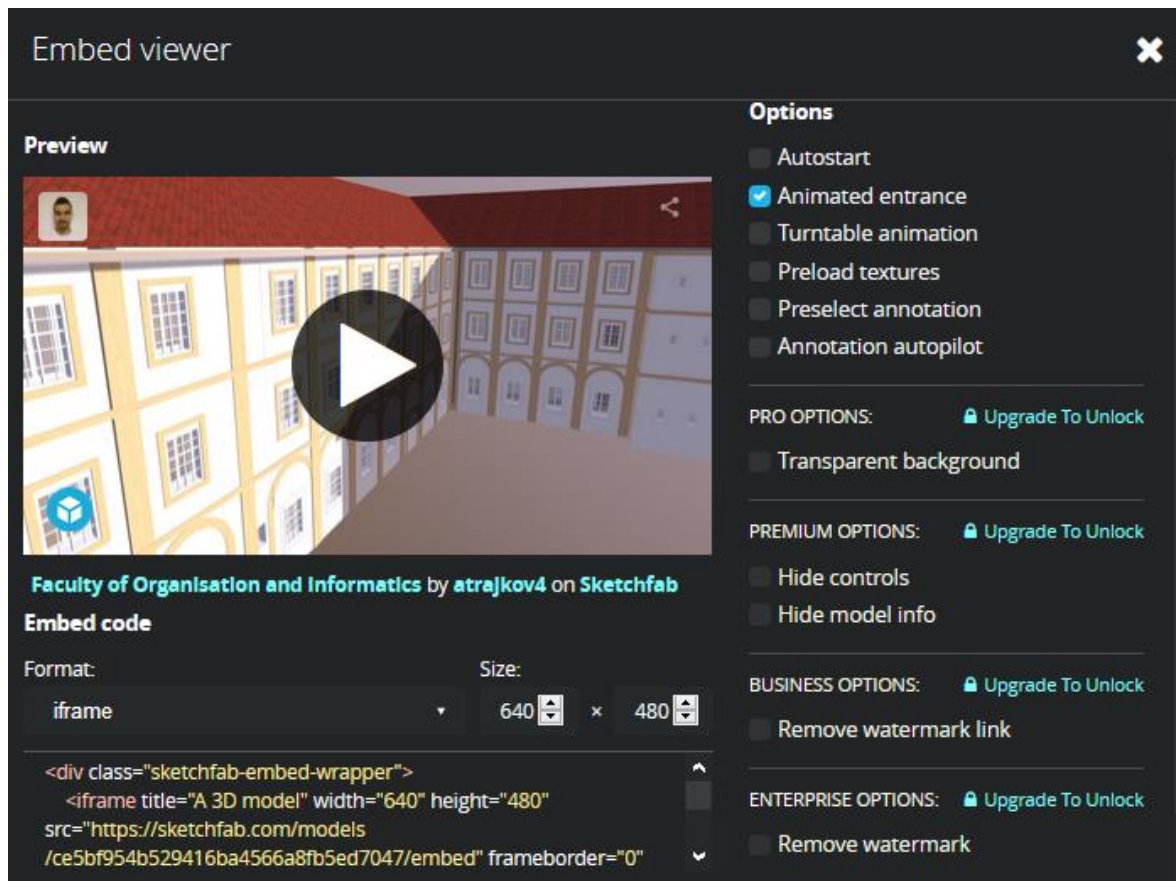 Embed viewer
Preview
Faculty of Organisation and Informatics by atrajkov4 on Sketchfab
Embed code
Format:
Size:
iframe
640 × 480
<div class="sketchfab-embed-wrapper">
<iframe title="A 3D model" width="640" height="480"
src="https://sketchfab.com/models
/ce5bf954b529416ba4566a8fb5ed7047/embed" frameborder="0"
Options
Autostart
Animated entrance
Turntable animation
Preload textures
Preselect annotation
Annotation autopilot
PRO OPTIONS: Upgrade To Unlock
Transparent background
PREMIUM OPTIONS: Upgrade To Unlock
Hide controls
Hide model info
BUSINESS OPTIONS: Upgrade To Unlock
Remove watermark link
ENTERPRISE OPTIONS: Upgrade To Unlock
Remove watermark